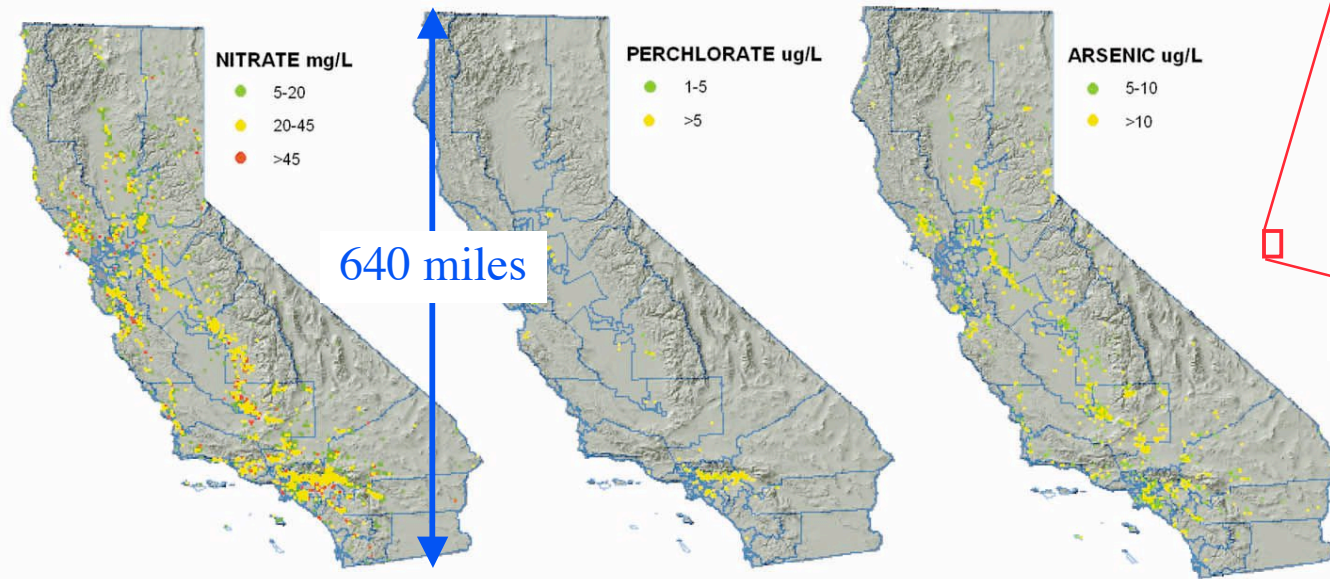 NITRATE mg/L
5-20
20-45
>45
640 miles
PERCHLORATE ug/L
1-5
>5
ARSENIC ug/L
5-10
>10